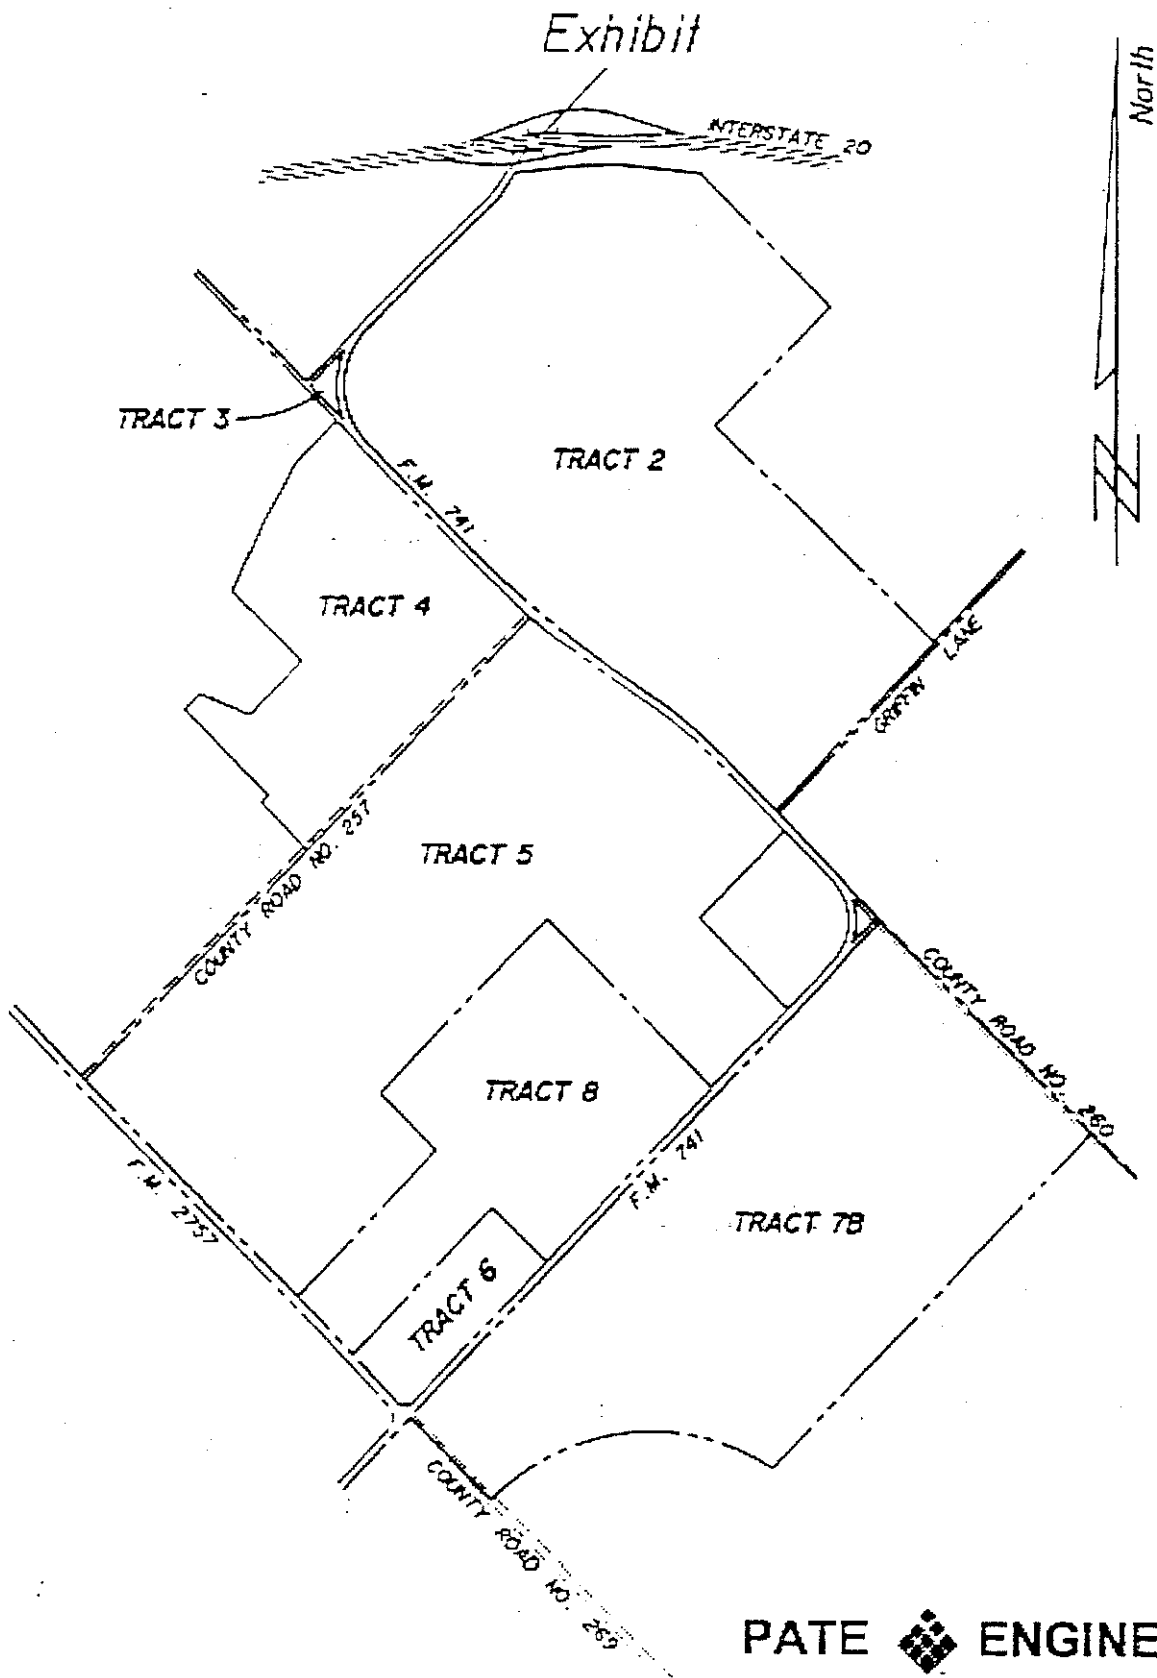 Exhibit
North
INTERSTATE 20
TRACT 3
TRACT 2
F.M. 741
TRACT 4
GRIFFIN LANE
COUNTY ROAD NO. 257
TRACT 5
COUNTY ROAD NO. 260
TRACT 8
F.M. 741
F.M. 2757
TRACT 7B
TRACT 6
COUNTY ROAD NO. 269
PATE ENGINE